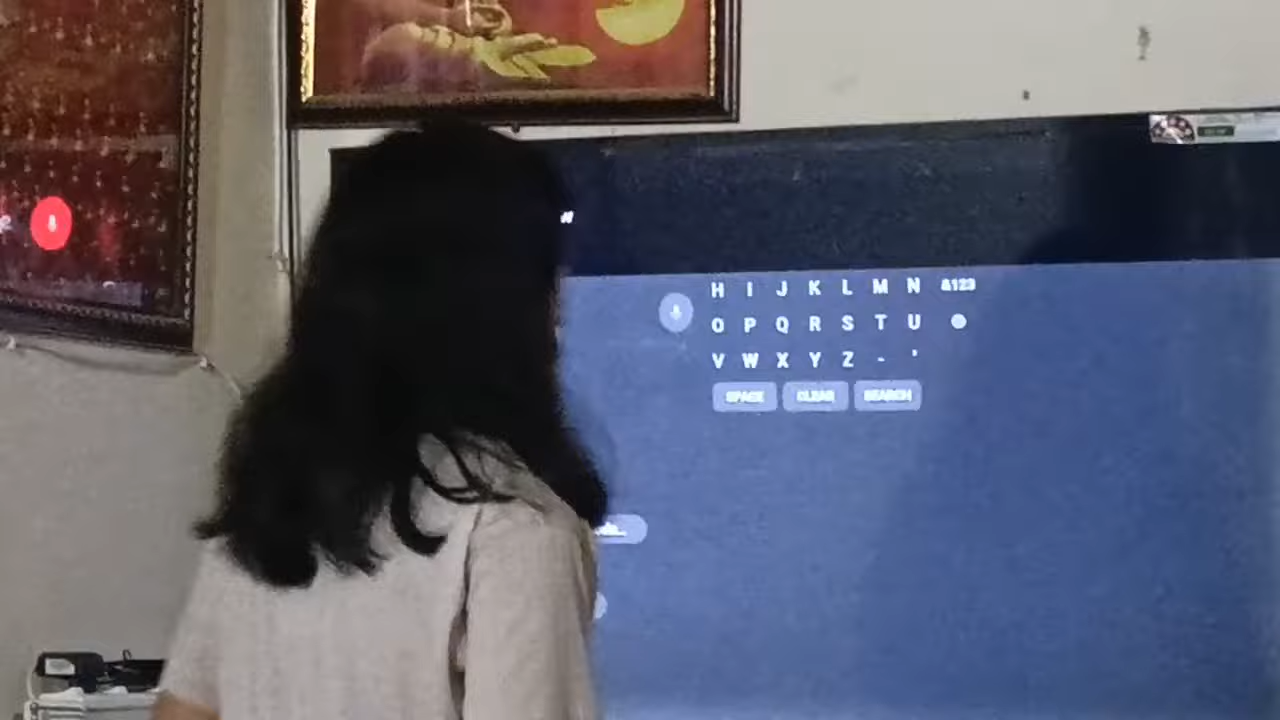 H I J K L M N &123
O P Q R S T U
V W X Y Z - '
SPACE CLEAR SEARCH